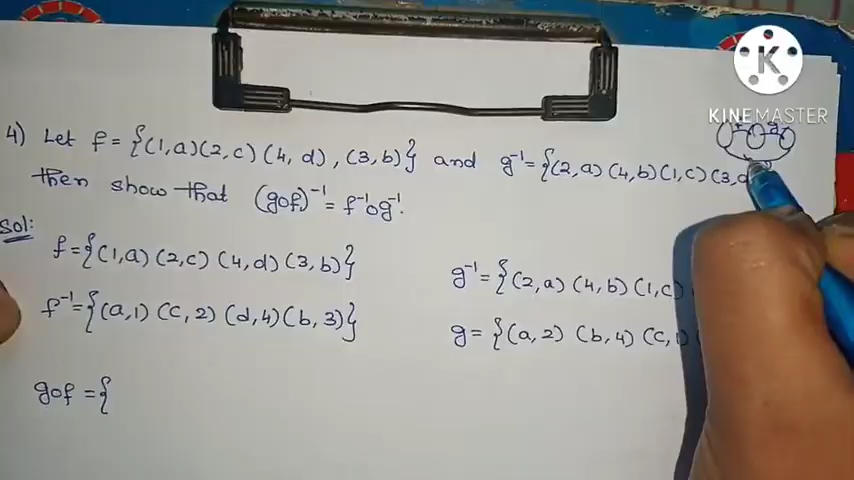 KINEMASTER
4) Let f = {(1,a)(2,c)(4,d),(3,b)} and g⁻¹ = {(2,a)(4,b)(1,c)(3,d
then show that (gof)⁻¹ = f⁻¹og⁻¹.
Sol:
f = {(1,a)(2,c)(4,d)(3,b)}
g⁻¹ = {(2,a)(4,b)(1,c)
f⁻¹ = {(a,1)(c,2)(d,4)(b,3)}
g = {(a,2)(b,4)(c,1)
gof = {